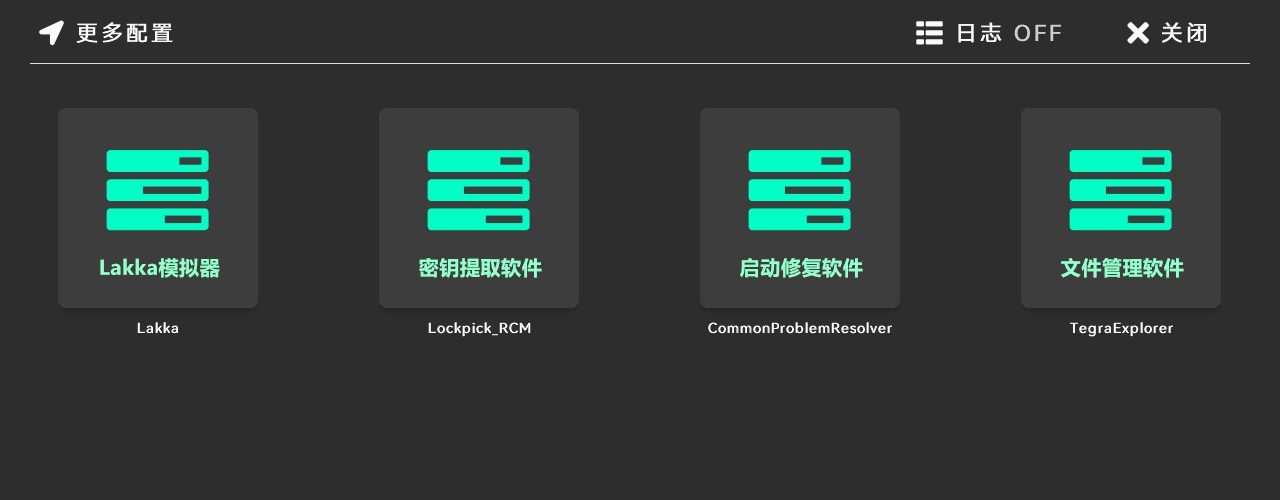 更多配置
日志 OFF
关闭
Lakka模拟器
密钥提取软件
启动修复软件
文件管理软件
Lakka
Lockpick_RCM
CommonProblemResolver
TegraExplorer